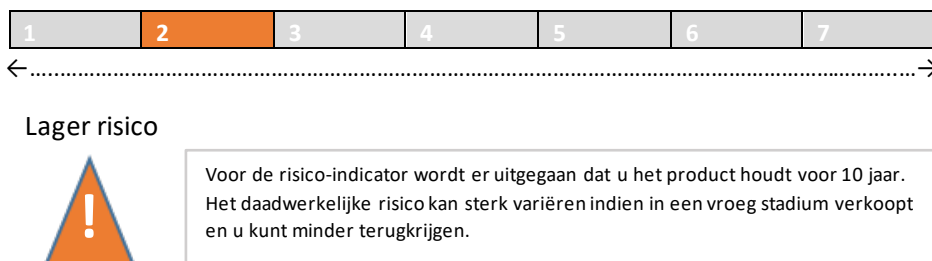 1 2 3 4 5 6 7
Lager risico
!
Voor de risico-indicator wordt er uitgegaan dat u het product houdt voor 10 jaar.
Het daadwerkelijke risico kan sterk variëren indien in een vroeg stadium verkoopt
en u kunt minder terugkrijgen.